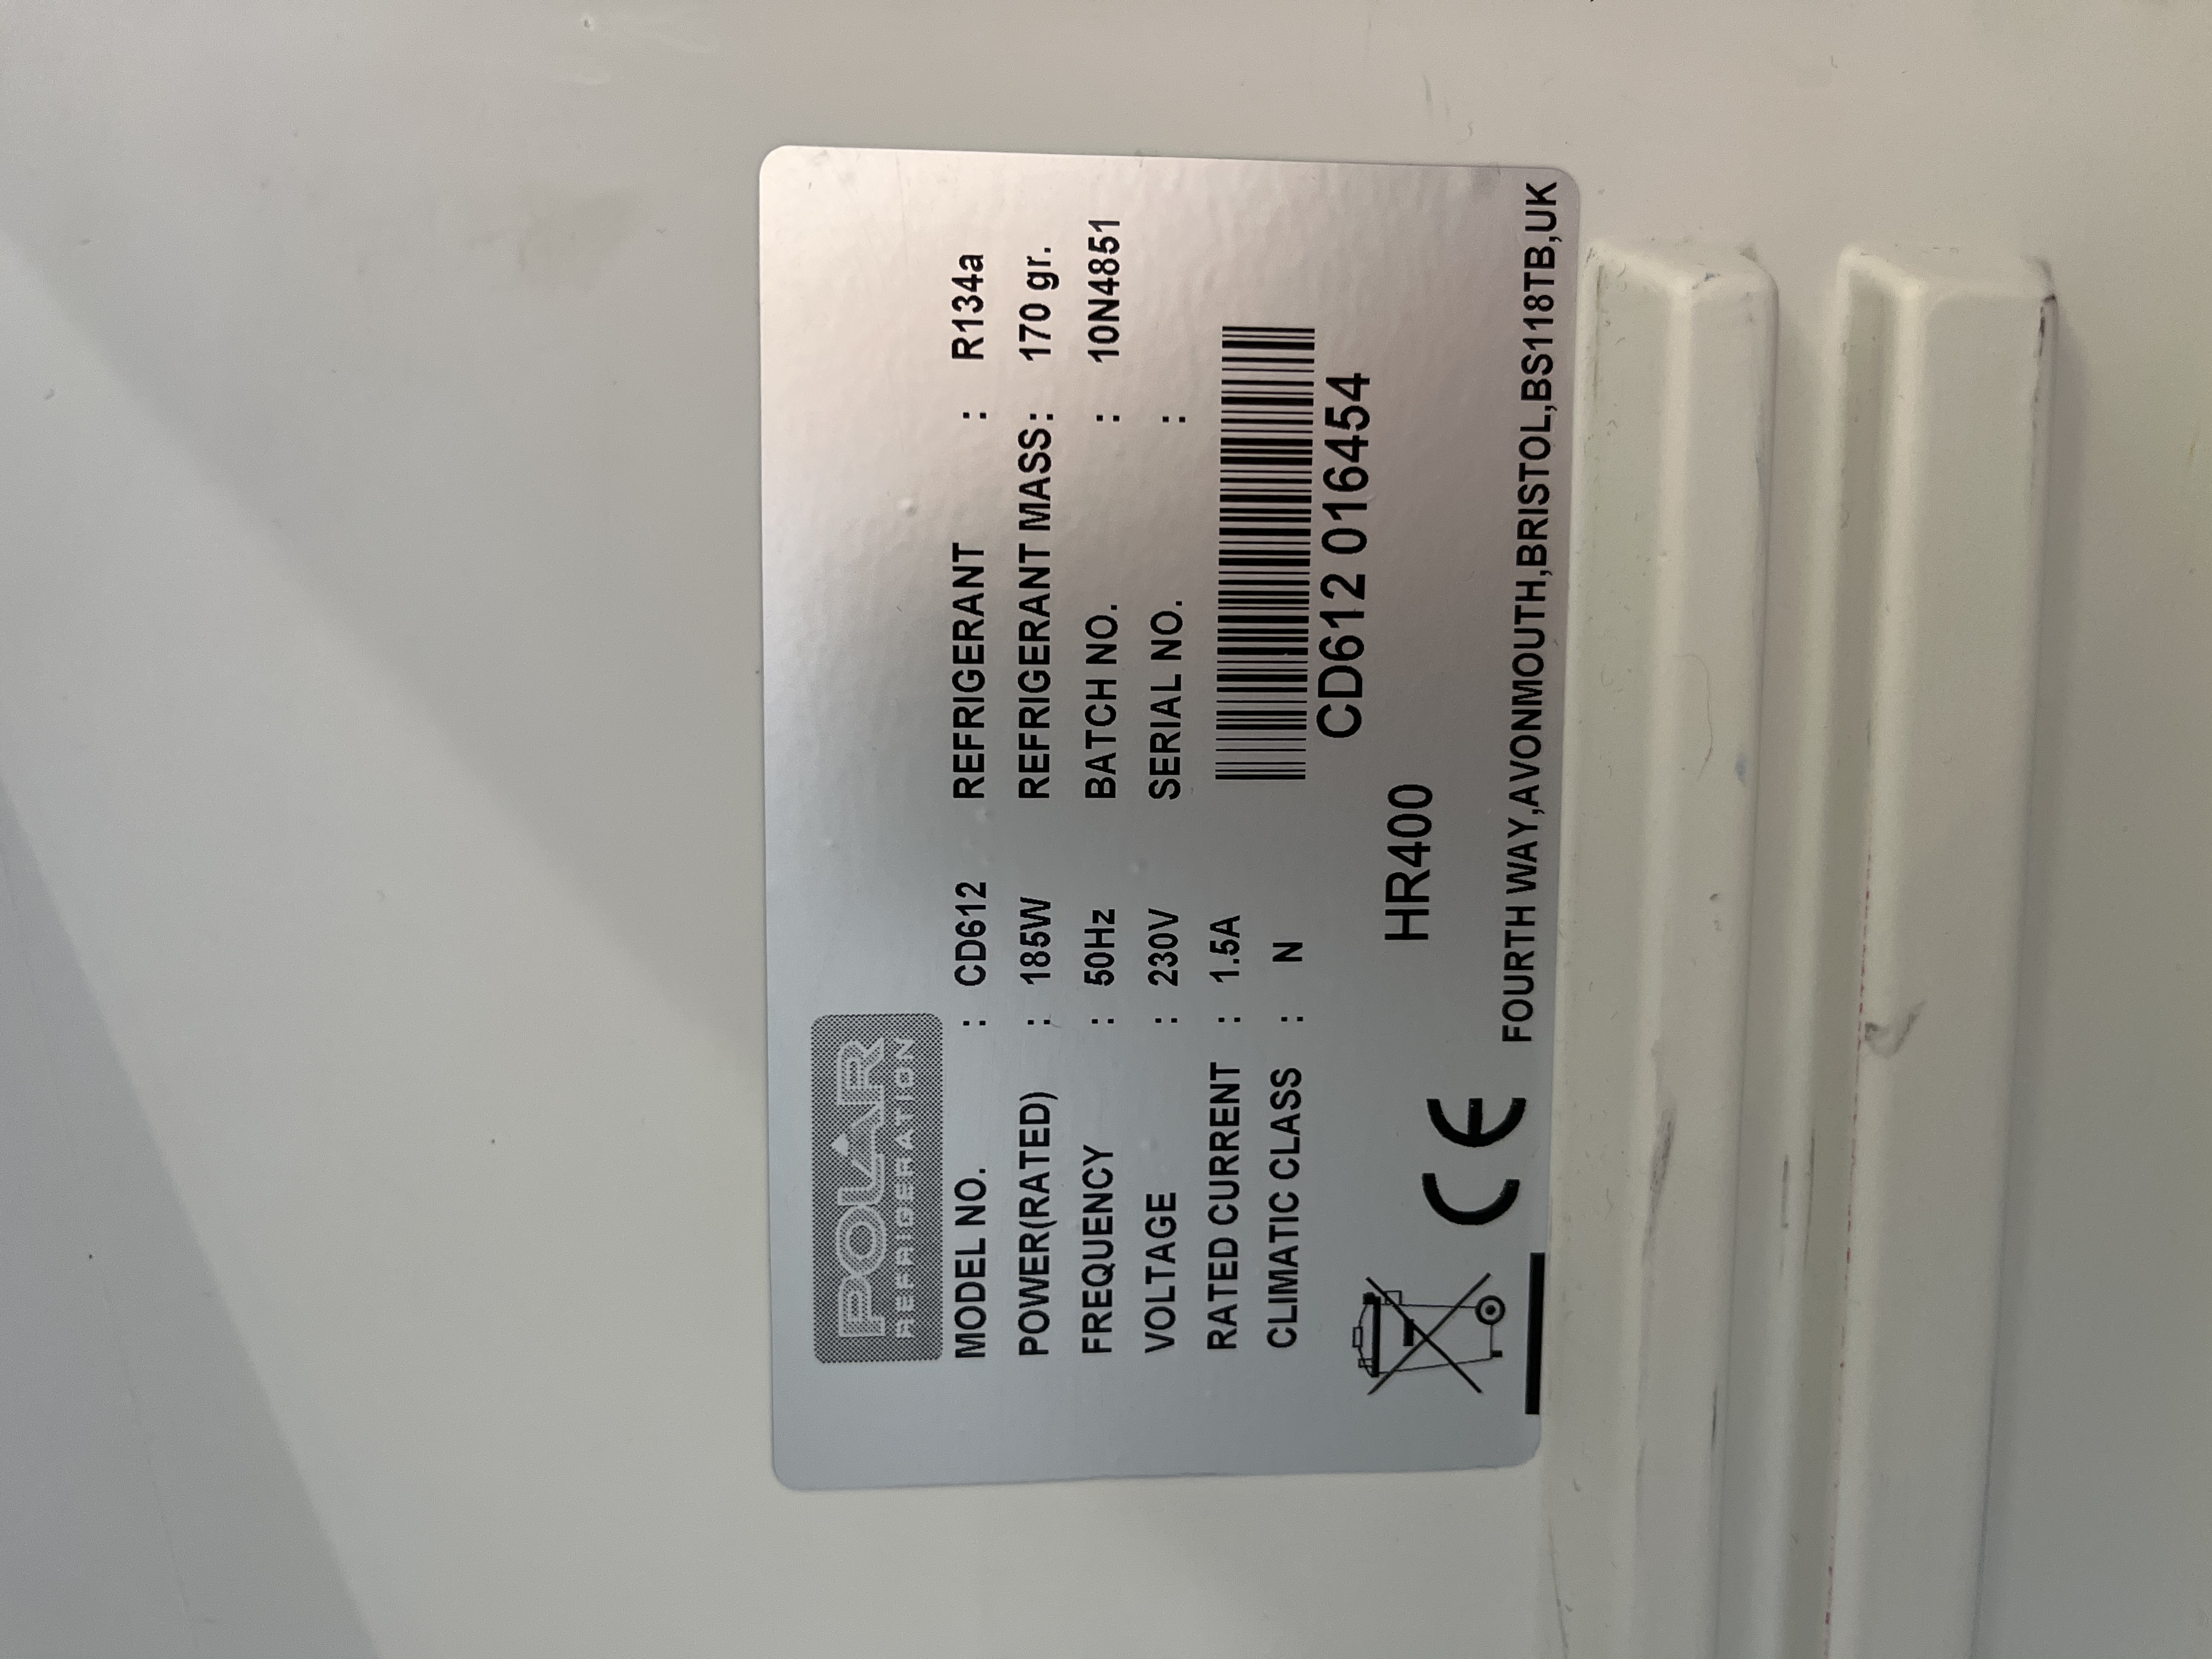 POLAR
REFRIGERATION
MODEL NO. : CD612 REFRIGERANT : R134a
POWER(RATED) : 185W REFRIGERANT MASS : 170 gr.
FREQUENCY : 50Hz BATCH NO. : 10N4851
VOLTAGE : 230V SERIAL NO. :
RATED CURRENT : 1.5A
CLIMATIC CLASS : N
CD612 016454
HR400
CE
FOURTH WAY,AVONMOUTH,BRISTOL,BS118TB,UK